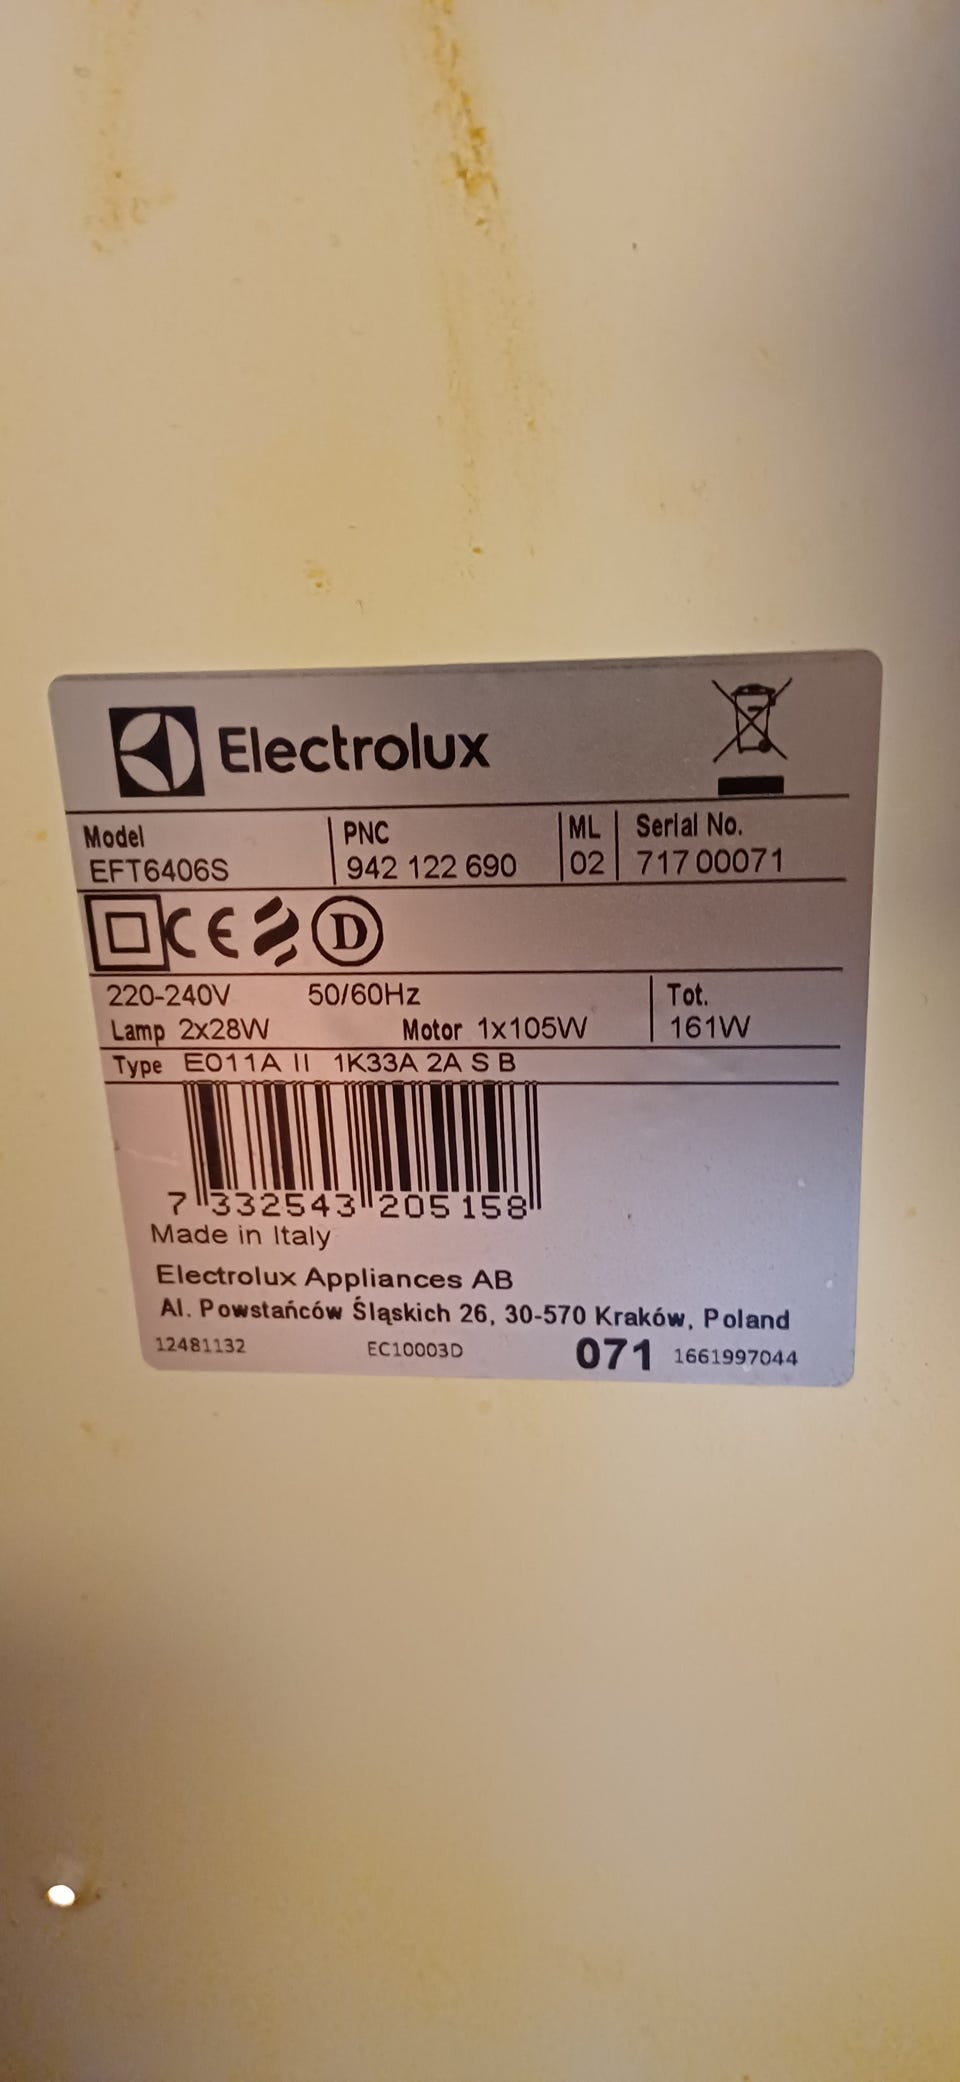 Electrolux
Model PNC ML Serial No.
EFT6406S 942 122 690 02 717 00071
CE D
220-240V 50/60Hz Tot.
Lamp 2x28W Motor 1x105W 161W
Type EO11A II 1K33A 2A S B
7 332543 205158
Made in Italy
Electrolux Appliances AB
Al. Powstańców Śląskich 26, 30-570 Kraków, Poland
12481132 EC10003D 071 1661997044